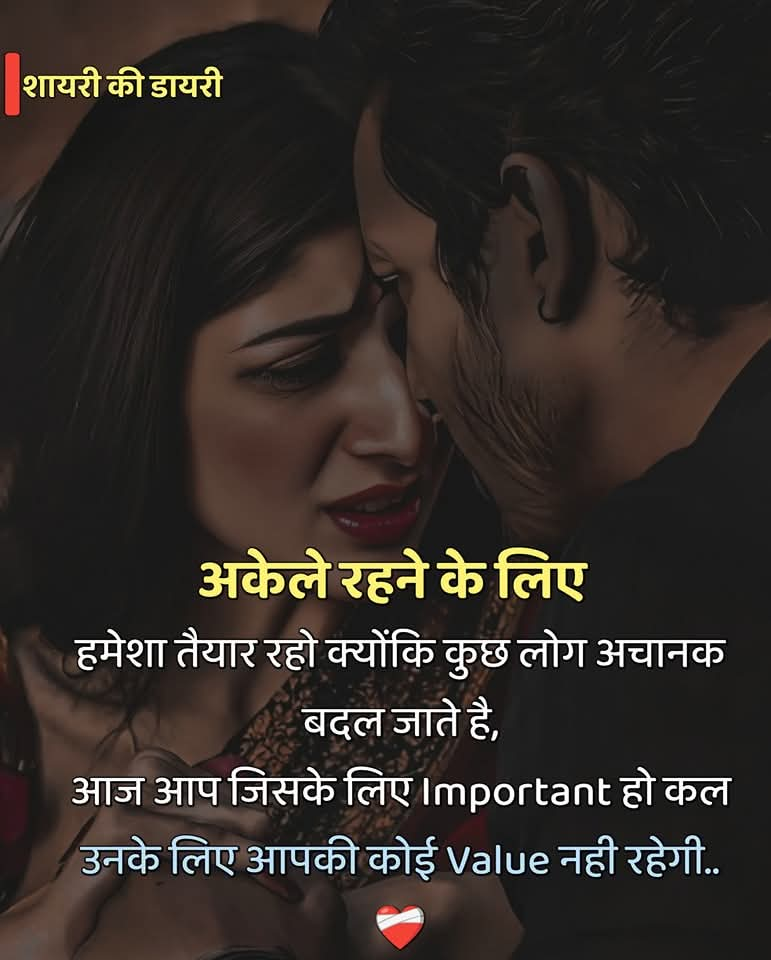 शायरी की डायरी
अकेले रहने के लिए
हमेशा तैयार रहो क्योंकि कुछ लोग अचानक
बदल जाते है,
आज आप जिसके लिए Important हो कल
उनके लिए आपकी कोई Value नही रहेगी..